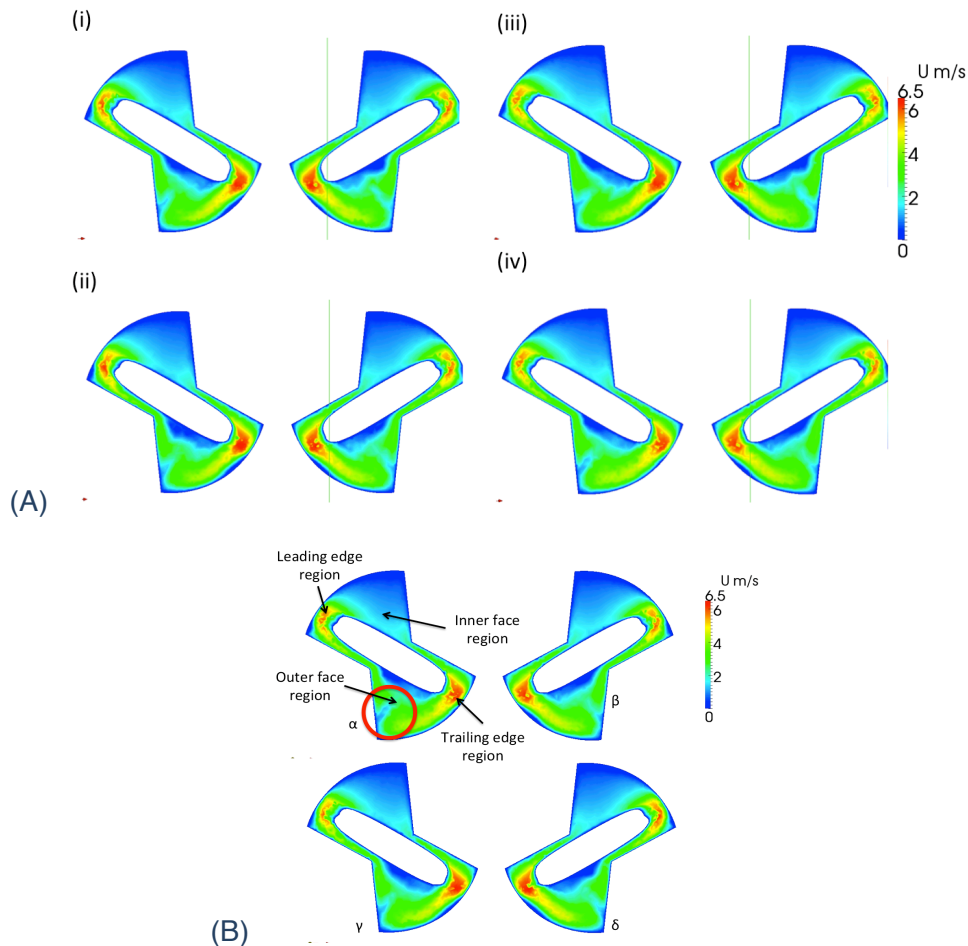 (i)
(iii)
U m/s
6.5
6
4
2
0
(ii)
(iv)
(A)
Leading edge
region
Inner face
region
Outer face
region
α
β
Trailing edge
region
U m/s
6.5
6
4
2
0
γ
δ
(B)